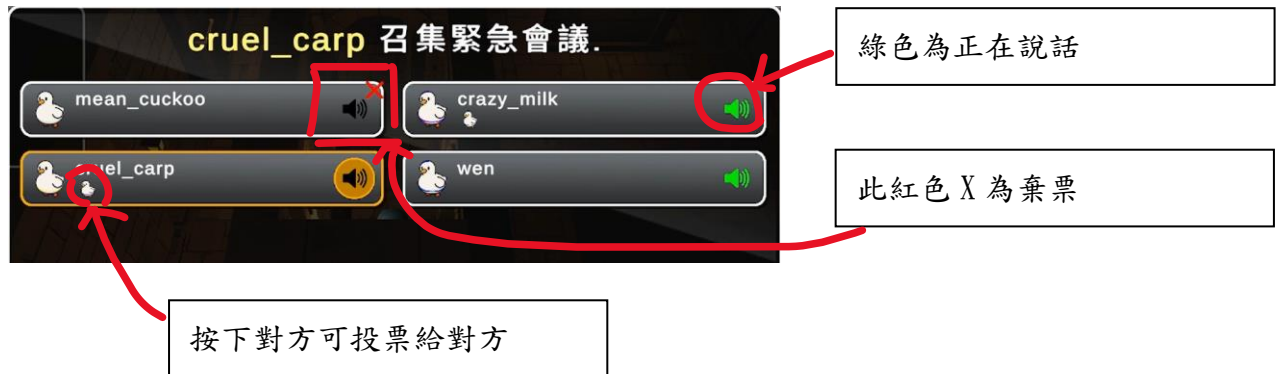 cruel_carp 召集緊急會議.
綠色為正在說話
mean_cuckoo
crazy_milk
cruel_carp
wen
此紅色 X 為棄票
按下對方可投票給對方